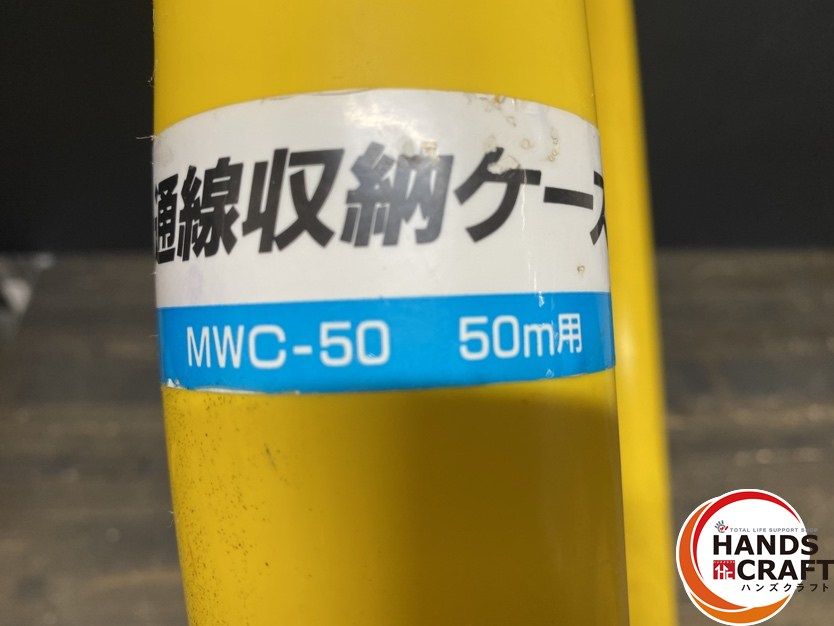 通線収納ケース
MWC-50 50m用
TOTAL LIFE SUPPORT SHOP
HANDS
CRAFT
ハンズクラフト